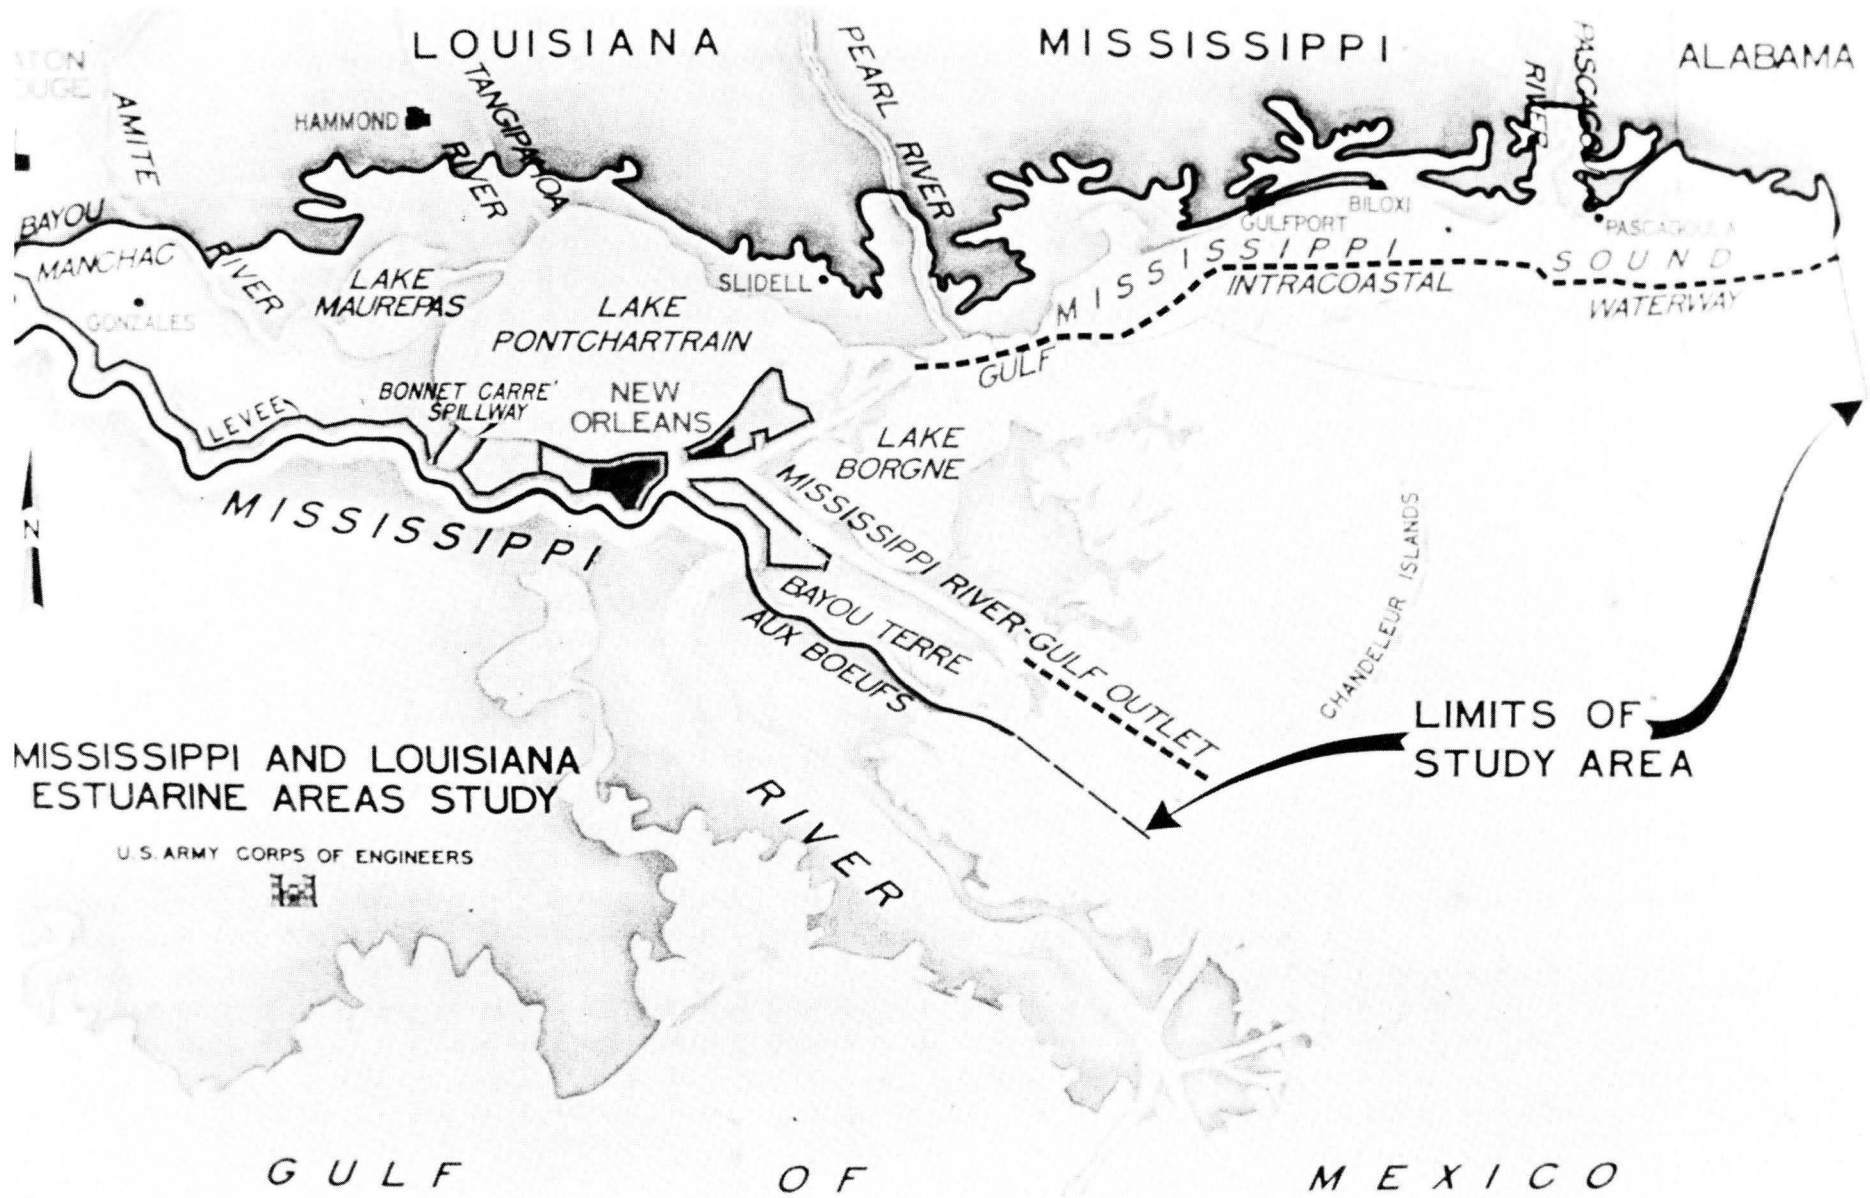 LOUISIANA
MISSISSIPPI
ALABAMA
ATON
OUGE
AMITE
RIVER
HAMMOND
TANGIPAHOA
RIVER
PEARL RIVER
PASCAGOULA
RIVER
BAYOU
MANCHAC
GONZALES
LAKE
MAUREPAS
LAKE
PONTCHARTRAIN
SLIDELL
GULFPORT
BILOXI
PASCAGOULA
MISSISSIPPI SOUND
GULF INTRACOASTAL WATERWAY
LEVEE
BONNET CARRE'
SPILLWAY
NEW
ORLEANS
LAKE
BORGNE
N
MISSISSIPPI RIVER
MISSISSIPPI RIVER-GULF OUTLET
BAYOU TERRE
AUX BOEUFS
CHANDELEUR ISLANDS
LIMITS OF
STUDY AREA
MISSISSIPPI AND LOUISIANA
ESTUARINE AREAS STUDY
U.S. ARMY CORPS OF ENGINEERS
GULF OF MEXICO